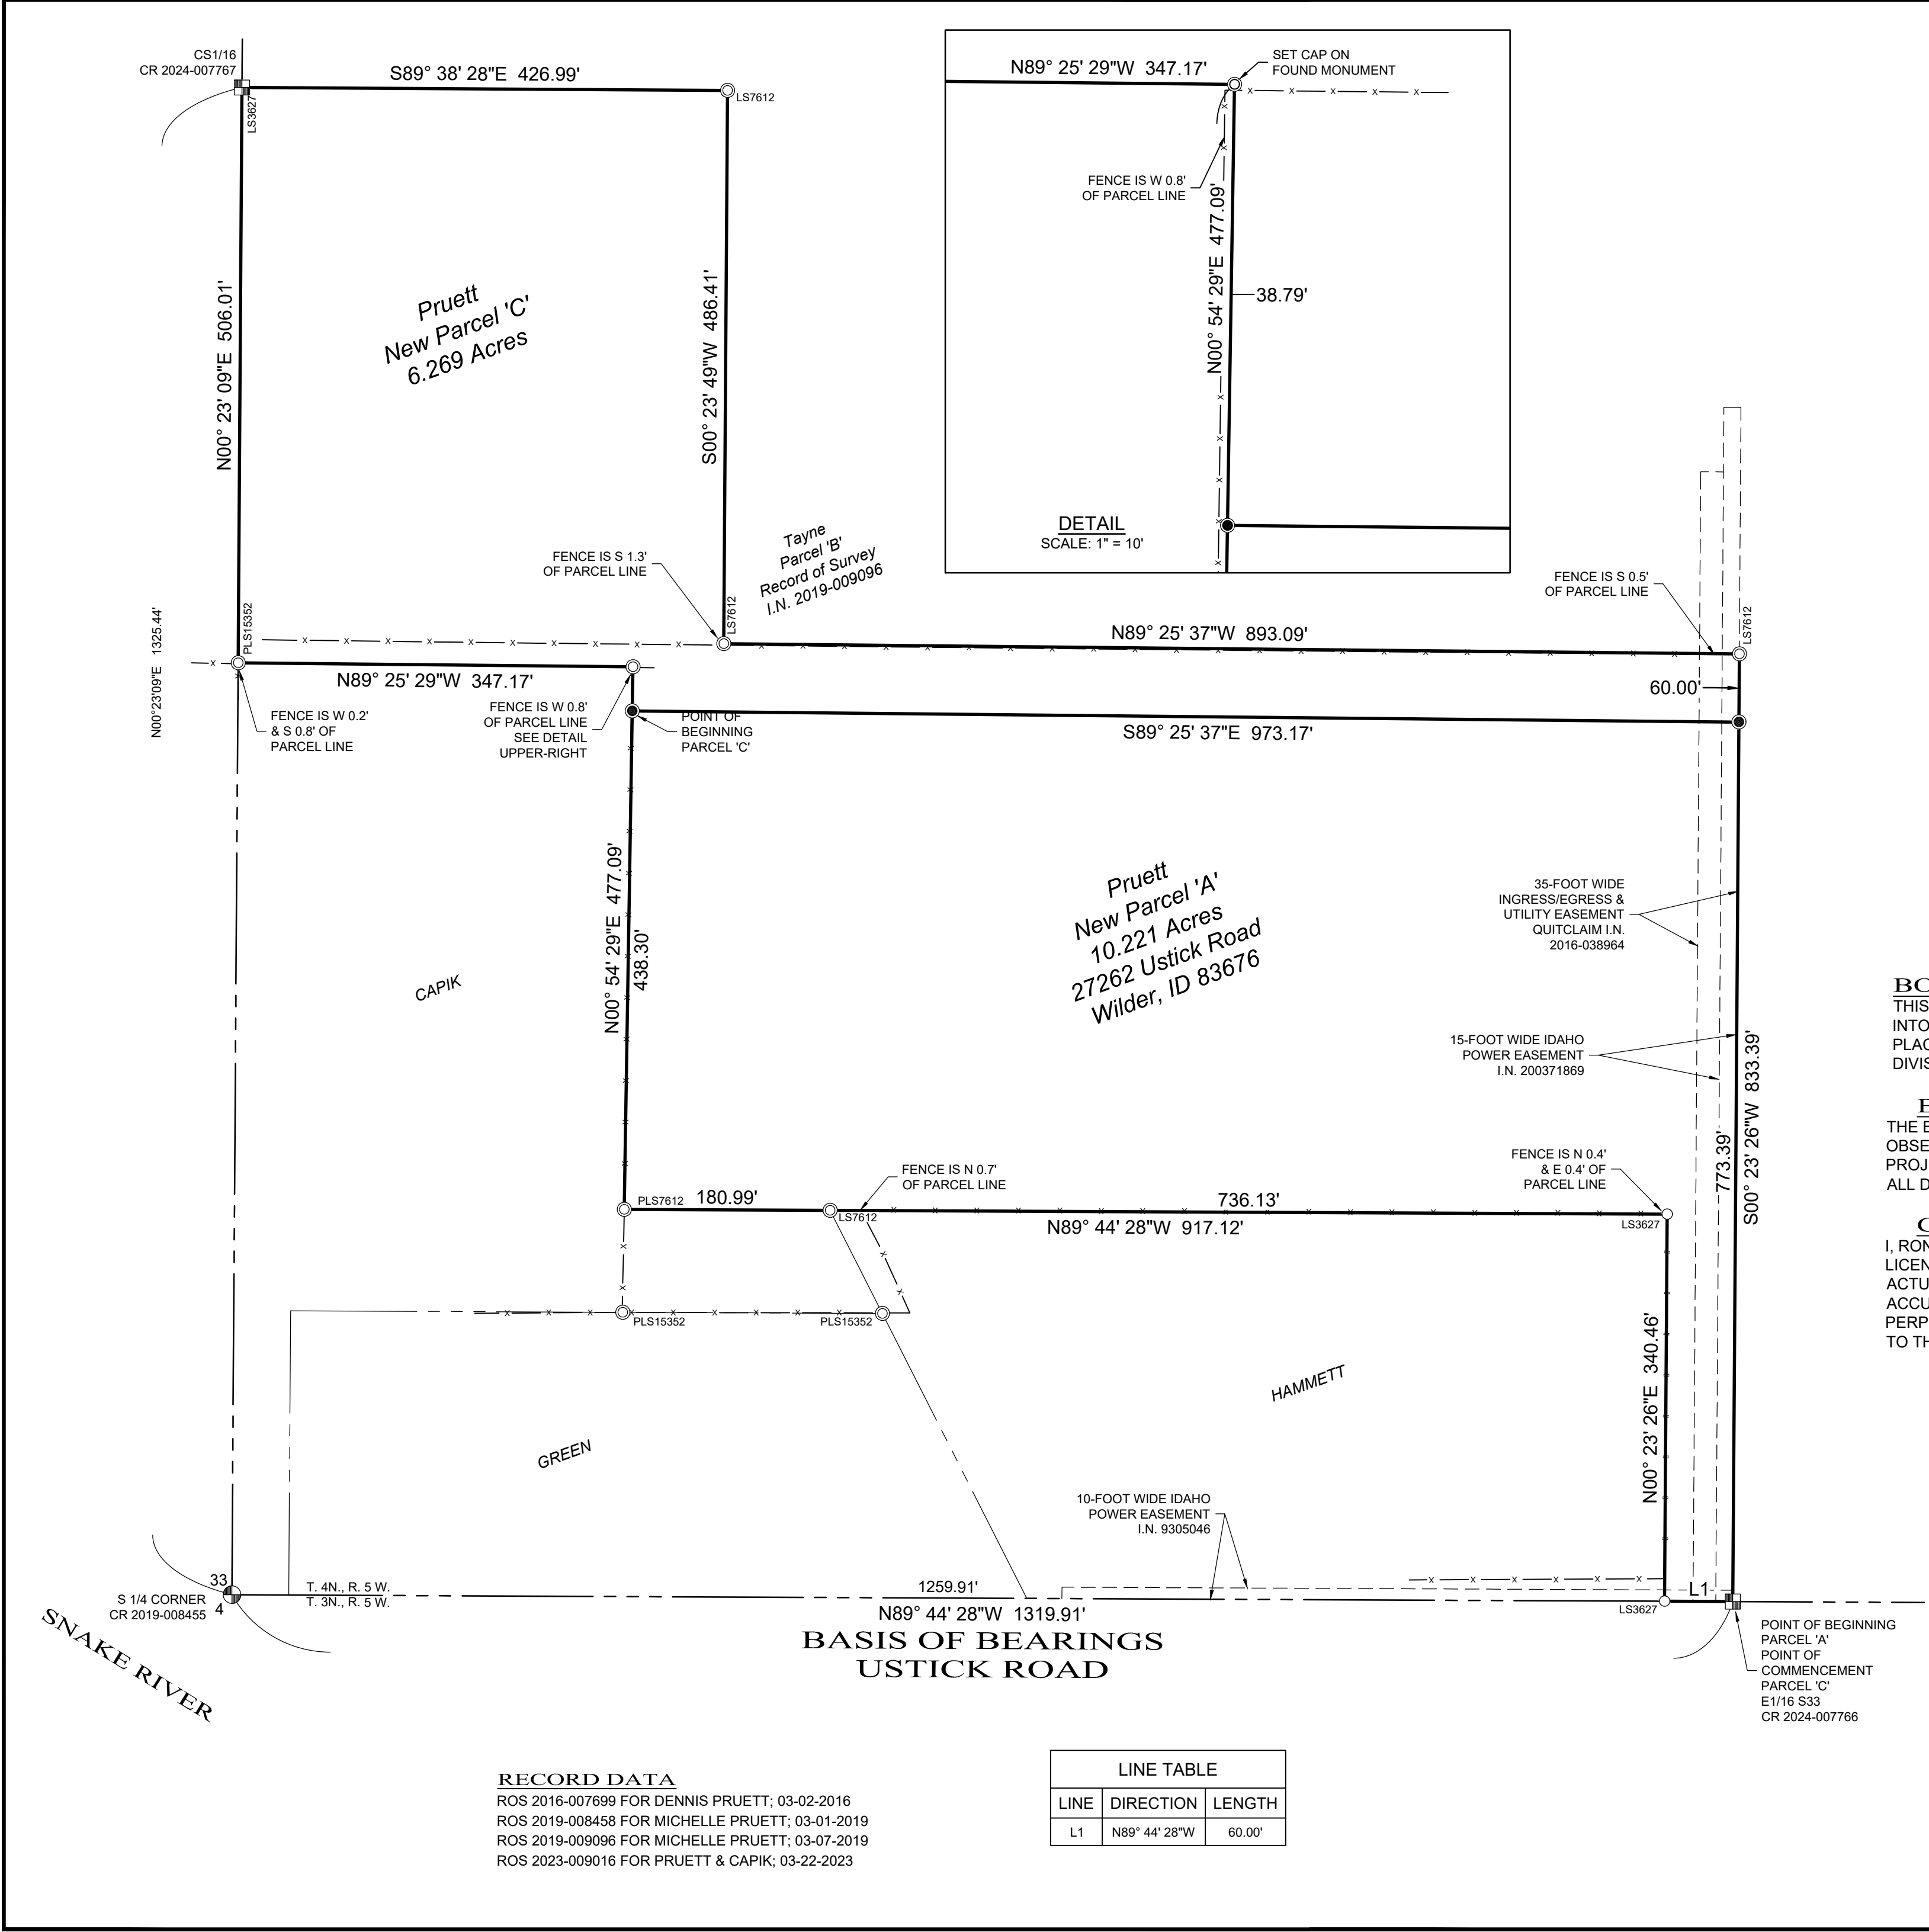 CS1/16
CR 2024-007767
LS3627
S89° 38' 28"E 426.99'
LS7612
N89° 25' 29"W 347.17'
SET CAP ON
FOUND MONUMENT
FENCE IS W 0.8'
OF PARCEL LINE
N00° 54' 29"E 477.09'
38.79'
DETAIL
SCALE: 1" = 10'
N00° 23' 09"E 506.01'
Pruett
New Parcel 'C'
6.269 Acres
S00° 23' 49"W 486.41'
FENCE IS S 1.3'
OF PARCEL LINE
Tayne
Parcel 'B'
Record of Survey
I.N. 2019-009096
FENCE IS S 0.5'
OF PARCEL LINE
PLS15352
LS7612
LS7612
N00°23'09"E 1325.44'
N89° 25' 37"W 893.09'
N89° 25' 29"W 347.17'
60.00'
FENCE IS W 0.2'
& S 0.8' OF
PARCEL LINE
FENCE IS W 0.8'
OF PARCEL LINE
SEE DETAIL
UPPER-RIGHT
POINT OF
BEGINNING
PARCEL 'C'
S89° 25' 37"E 973.17'
N00° 54' 29"E 477.09'
438.30'
CAPIK
Pruett
New Parcel 'A'
10.221 Acres
27262 Ustick Road
Wilder, ID 83676
35-FOOT WIDE
INGRESS/EGRESS &
UTILITY EASEMENT
QUITCLAIM I.N.
2016-038964
15-FOOT WIDE IDAHO
POWER EASEMENT
I.N. 200371869
773.39'
S00° 23' 26"W 833.39'
BO
THIS
INTO
PLAC
DIVIS
THE
OBSE
PROJ
ALL D
I, RON
LICEN
ACTU
ACCU
PERP
TO TH
FENCE IS N 0.7'
OF PARCEL LINE
FENCE IS N 0.4'
& E 0.4' OF
PARCEL LINE
PLS7612
180.99'
LS7612
736.13'
N89° 44' 28"W 917.12'
LS3627
PLS15352
PLS15352
N00° 23' 26"E 340.46'
HAMMETT
GREEN
10-FOOT WIDE IDAHO
POWER EASEMENT
I.N. 9305046
33
4
S 1/4 CORNER
CR 2019-008455
T. 4N., R. 5 W.
T. 3N., R. 5 W.
1259.91'
N89° 44' 28"W 1319.91'
L1
LS3627
BASIS OF BEARINGS
USTICK ROAD
SNAKE RIVER
POINT OF BEGINNING
PARCEL 'A'
POINT OF
COMMENCEMENT
PARCEL 'C'
E1/16 S33
CR 2024-007766
RECORD DATA
ROS 2016-007699 FOR DENNIS PRUETT; 03-02-2016
ROS 2019-008458 FOR MICHELLE PRUETT; 03-01-2019
ROS 2019-009096 FOR MICHELLE PRUETT; 03-07-2019
ROS 2023-009016 FOR PRUETT & CAPIK; 03-22-2023
LINE TABLE
LINE DIRECTION LENGTH
L1 N89° 44' 28"W 60.00'